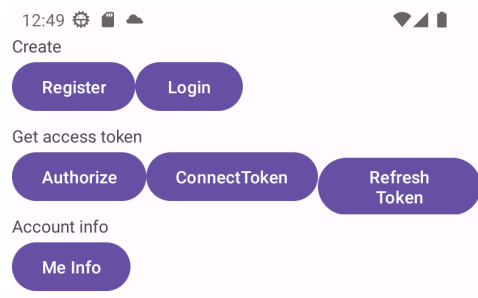 12:49
Create
Register Login
Get access token
Authorize ConnectToken Refresh
Token
Account info
Me Info